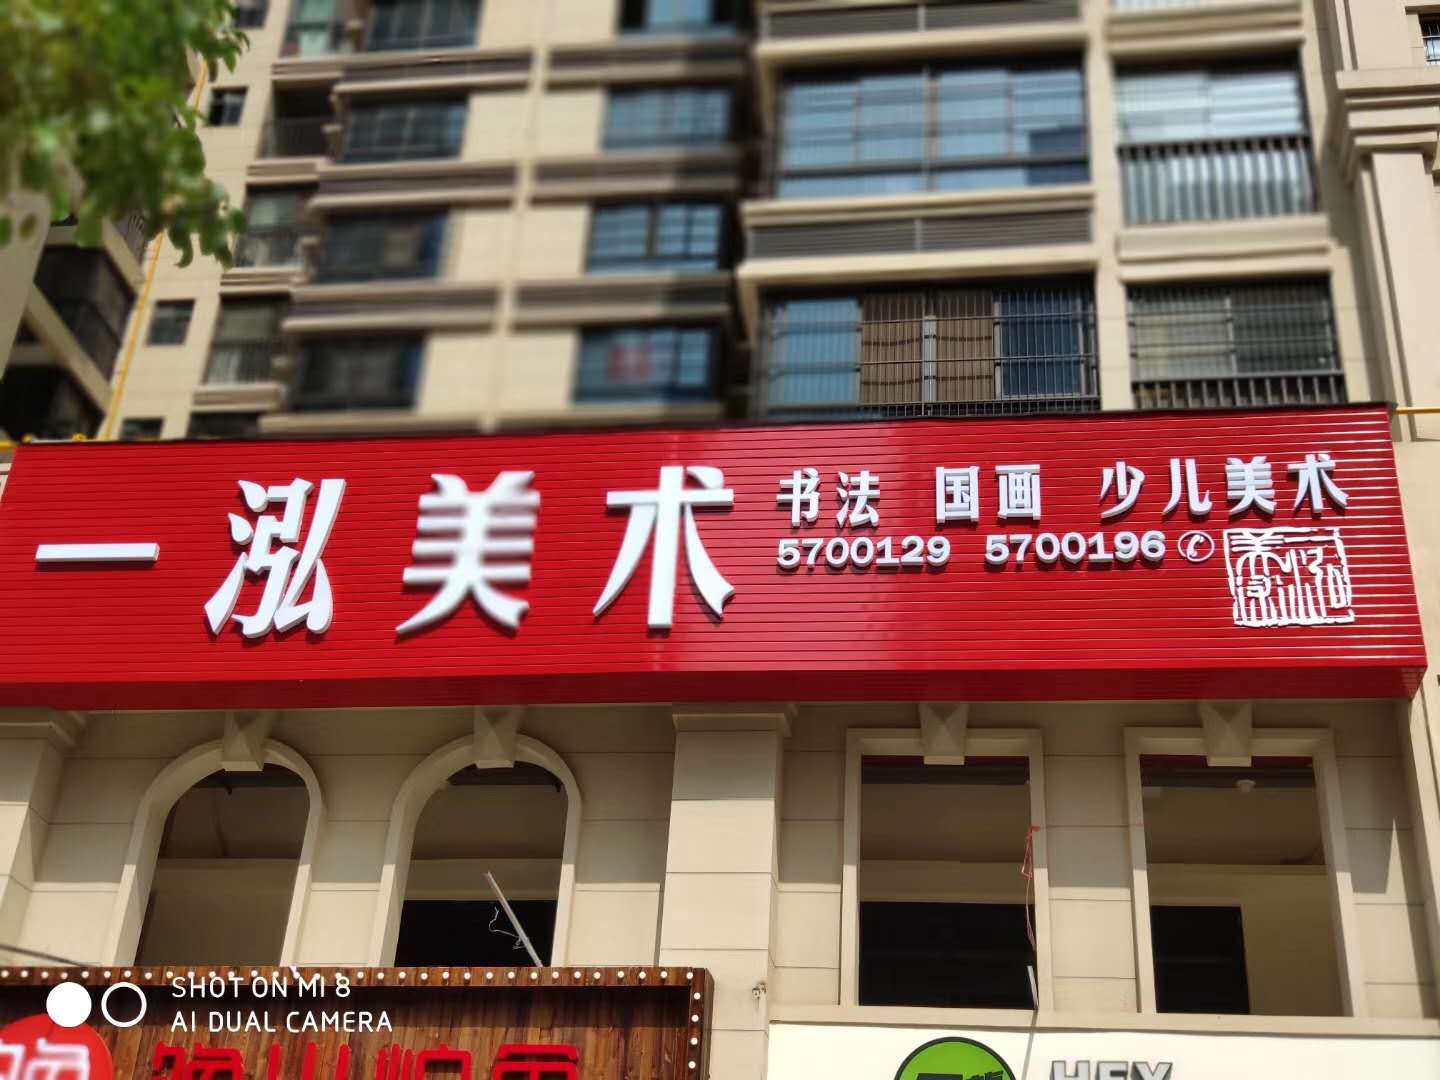 一泓美术
书法 国画 少儿美术
5700129 5700196
SHOT ON MI 8
AI DUAL CAMERA
HEY